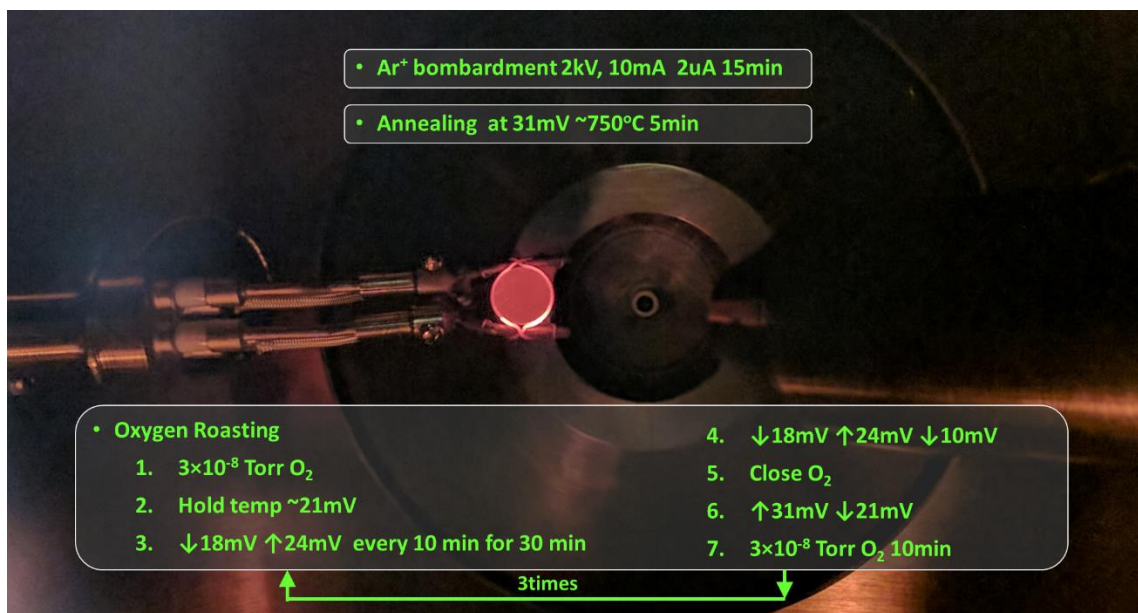 • Ar⁺ bombardment 2kV, 10mA 2uA 15min
• Annealing at 31mV ~750°C 5min
• Oxygen Roasting
1. 3×10⁻⁸ Torr O₂
2. Hold temp ~21mV
3. ↓18mV ↑24mV every 10 min for 30 min
4. ↓18mV ↑24mV ↓10mV
5. Close O₂
6. ↑31mV ↓21mV
7. 3×10⁻⁸ Torr O₂ 10min
3times